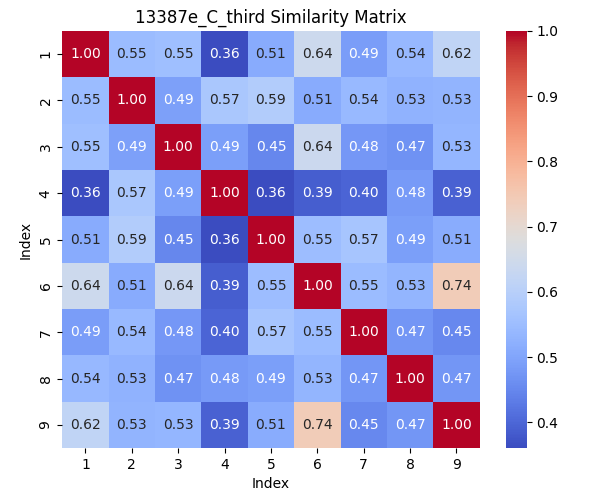 13387e_C_third Similarity Matrix
1 1.00 0.55 0.55 0.36 0.51 0.64 0.49 0.54 0.62
2 0.55 1.00 0.49 0.57 0.59 0.51 0.54 0.53 0.53
3 0.55 0.49 1.00 0.49 0.45 0.64 0.48 0.47 0.53
4 0.36 0.57 0.49 1.00 0.36 0.39 0.40 0.48 0.39
5 0.51 0.59 0.45 0.36 1.00 0.55 0.57 0.49 0.51
6 0.64 0.51 0.64 0.39 0.55 1.00 0.55 0.53 0.74
7 0.49 0.54 0.48 0.40 0.57 0.55 1.00 0.47 0.45
8 0.54 0.53 0.47 0.48 0.49 0.53 0.47 1.00 0.47
9 0.62 0.53 0.53 0.39 0.51 0.74 0.45 0.47 1.00
1 2 3 4 5 6 7 8 9
Index
Index
1.0
0.9
0.8
0.7
0.6
0.5
0.4